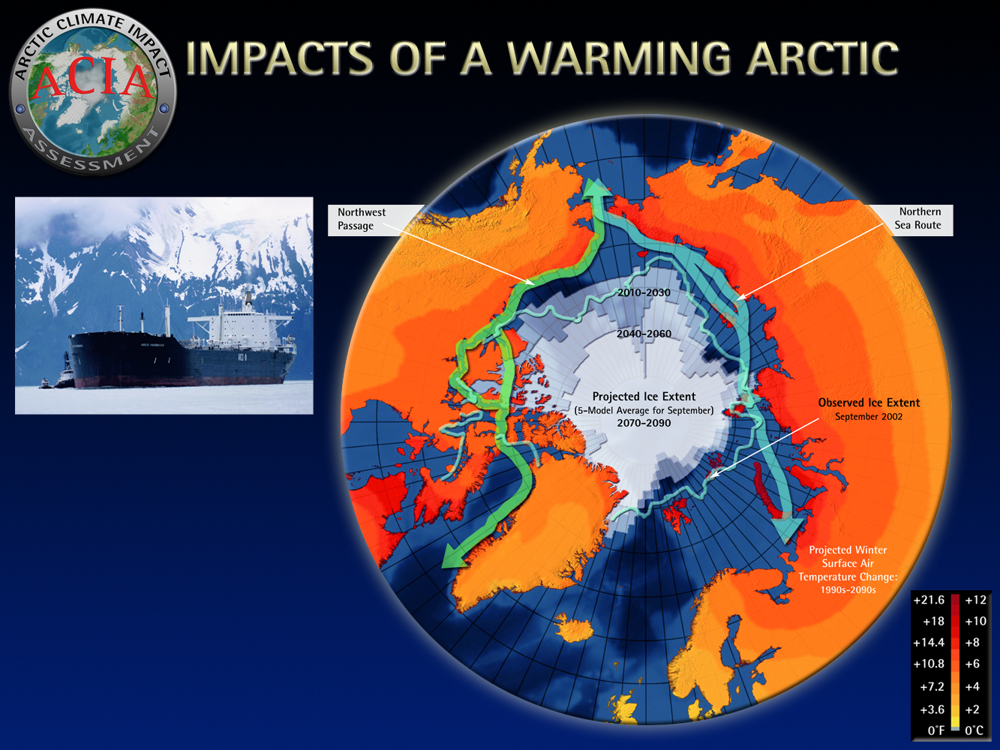 ARCTIC CLIMATE IMPACT
ACIA
ASSESSMENT
IMPACTS OF A WARMING ARCTIC
Northwest
Passage
Northern
Sea Route
2010-2030
2040-2060
Projected Ice Extent
(5-Model Average for September)
2070-2090
Observed Ice Extent
September 2002
Projected Winter
Surface Air
Temperature Change:
1990s-2090s
+21.6 +12
+18 +10
+14.4 +8
+10.8 +6
+7.2 +4
+3.6 +2
0°F 0°C